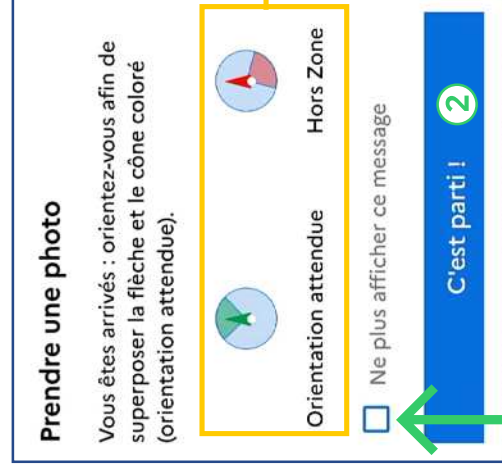 Prendre une photo
Vous êtes arrivés : orientez-vous afin de
superposer la flèche et le cône coloré
(orientation attendue).
Orientation attendue
Hors Zone
Ne plus afficher ce message
C'est parti !
2